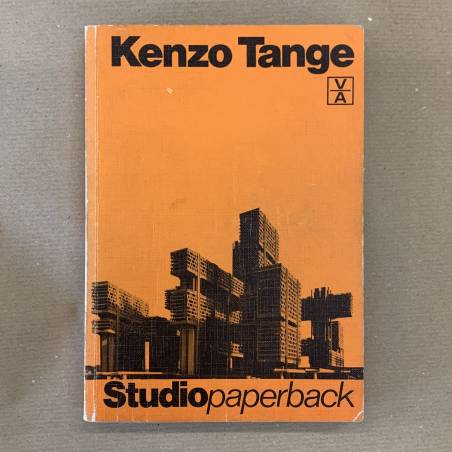 Kenzo Tange
V
A
Studiopaperback